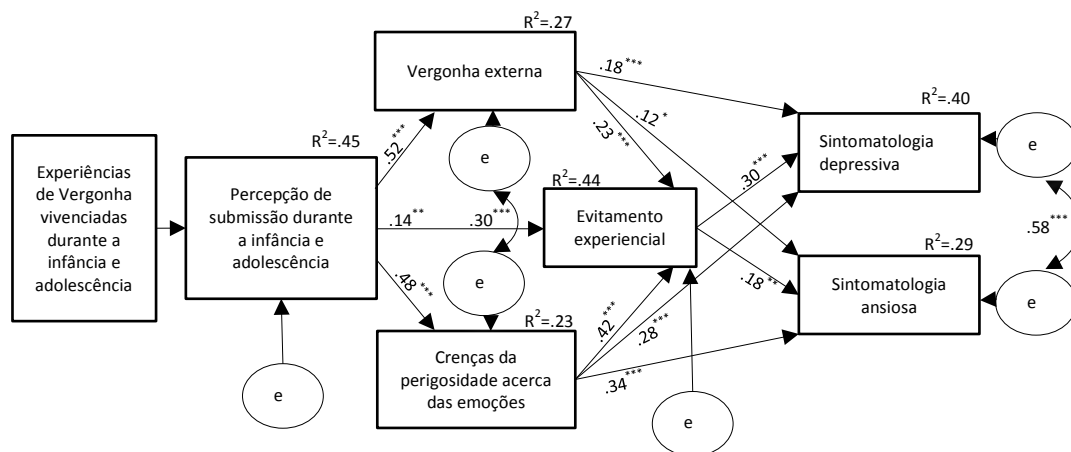 R²=.27
Vergonha externa
.18***
R²=.40
.12*
.23***
Sintomatologia
depressiva
e
R²=.45
.52***
e
Experiências
de Vergonha
vivenciadas
durante a
infância e
adolescência
Percepção de
submissão durante
a infância e
adolescência
R²=.44
.30***
.14**
.30***
Evitamento
experiencial
.58***
R²=.29
.48***
e
.18**
Sintomatologia
ansiosa
e
R²=.23
.42***
.28***
Crenças da
perigosidade acerca
das emoções
.34***
e
e